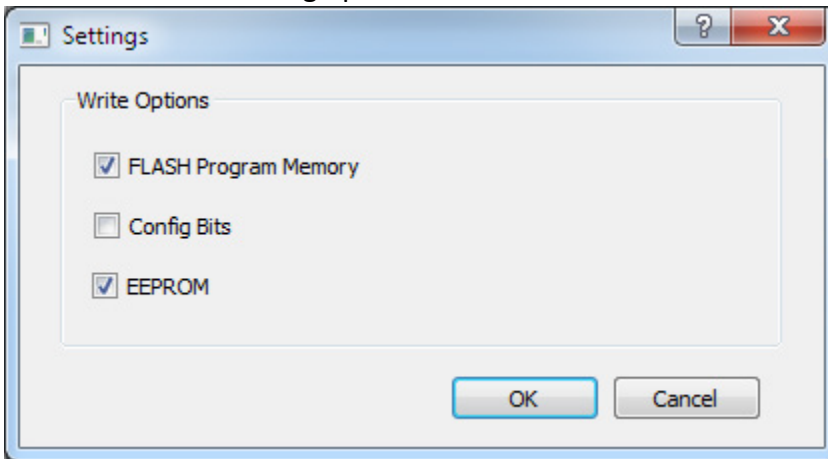 Settings
Write Options
FLASH Program Memory
Config Bits
EEPROM
OK Cancel